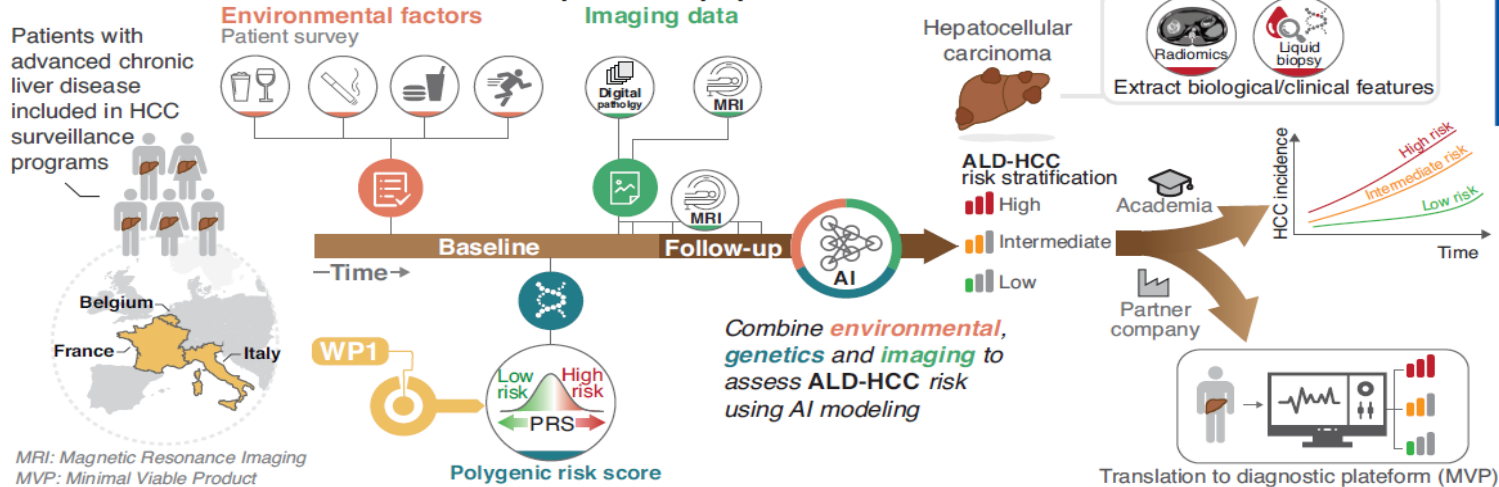 Patients with
advanced chronic
liver disease
included in HCC
surveillance
programs
Environmental factors
Patient survey
Imaging data
Digital
patholgy
MRI
MRI
Baseline
Follow-up
Time
AI
Belgium
France
Italy
WP1
Low
risk
High
risk
PRS
Polygenic risk score
Combine environmental,
genetics and imaging to
assess ALD-HCC risk
using AI modeling
Hepatocellular
carcinoma
Radiomics
Liquid
biopsy
Extract biological/clinical features
ALD-HCC
risk stratification
High
Intermediate
Low
Academia
Partner
company
HCC incidence
High risk
Intermediate risk
Low risk
Time
Translation to diagnostic plateform (MVP)
MRI: Magnetic Resonance Imaging
MVP: Minimal Viable Product